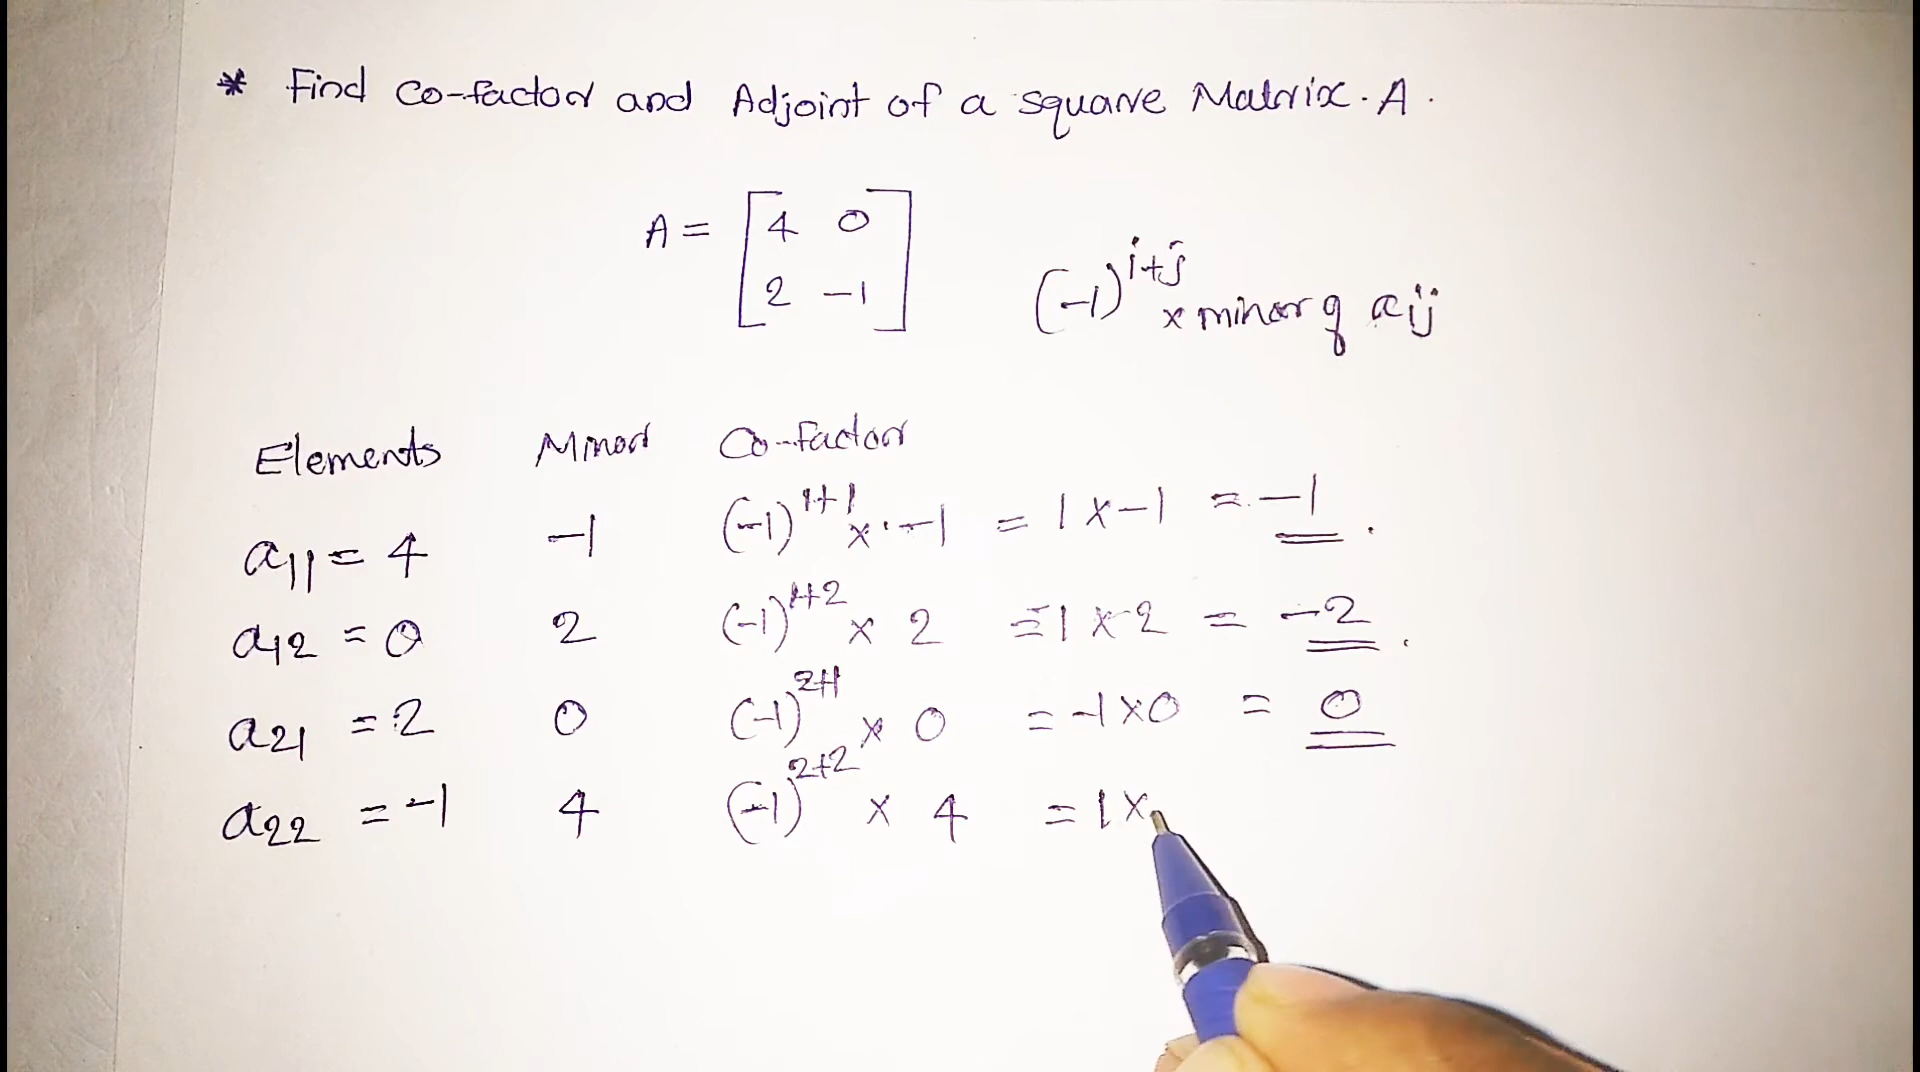 * Find Co-factor and Adjoint of a square Matrix. A.
A = [4 0
2 -1]
(-1)^{i+j} x minor of aij
Elements Minor Co-factor
a11 = 4 -1 (-1)^{1+1} x -1 = 1 x -1 = -1.
a12 = 0 2 (-1)^{1+2} x 2 = -1 x 2 = -2.
a21 = 2 0 (-1)^{2+1} x 0 = -1 x 0 = 0
a22 = -1 4 (-1)^{2+2} x 4 = 1 x